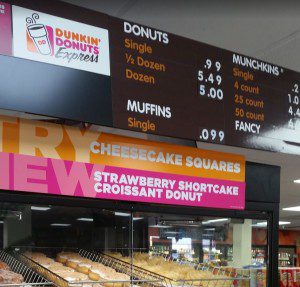 DUNKIN'
DONUTS
Express
DONUTS
Single .99
½ Dozen 5.49
Dozen 5.00
MUFFINS
Single .099
MUNCHKINS
Single
4 count
25 count
50 count
FANCY
TRY
NEW
CHEESECAKE SQUARES
STRAWBERRY SHORTCAKE
CROISSANT DONUT